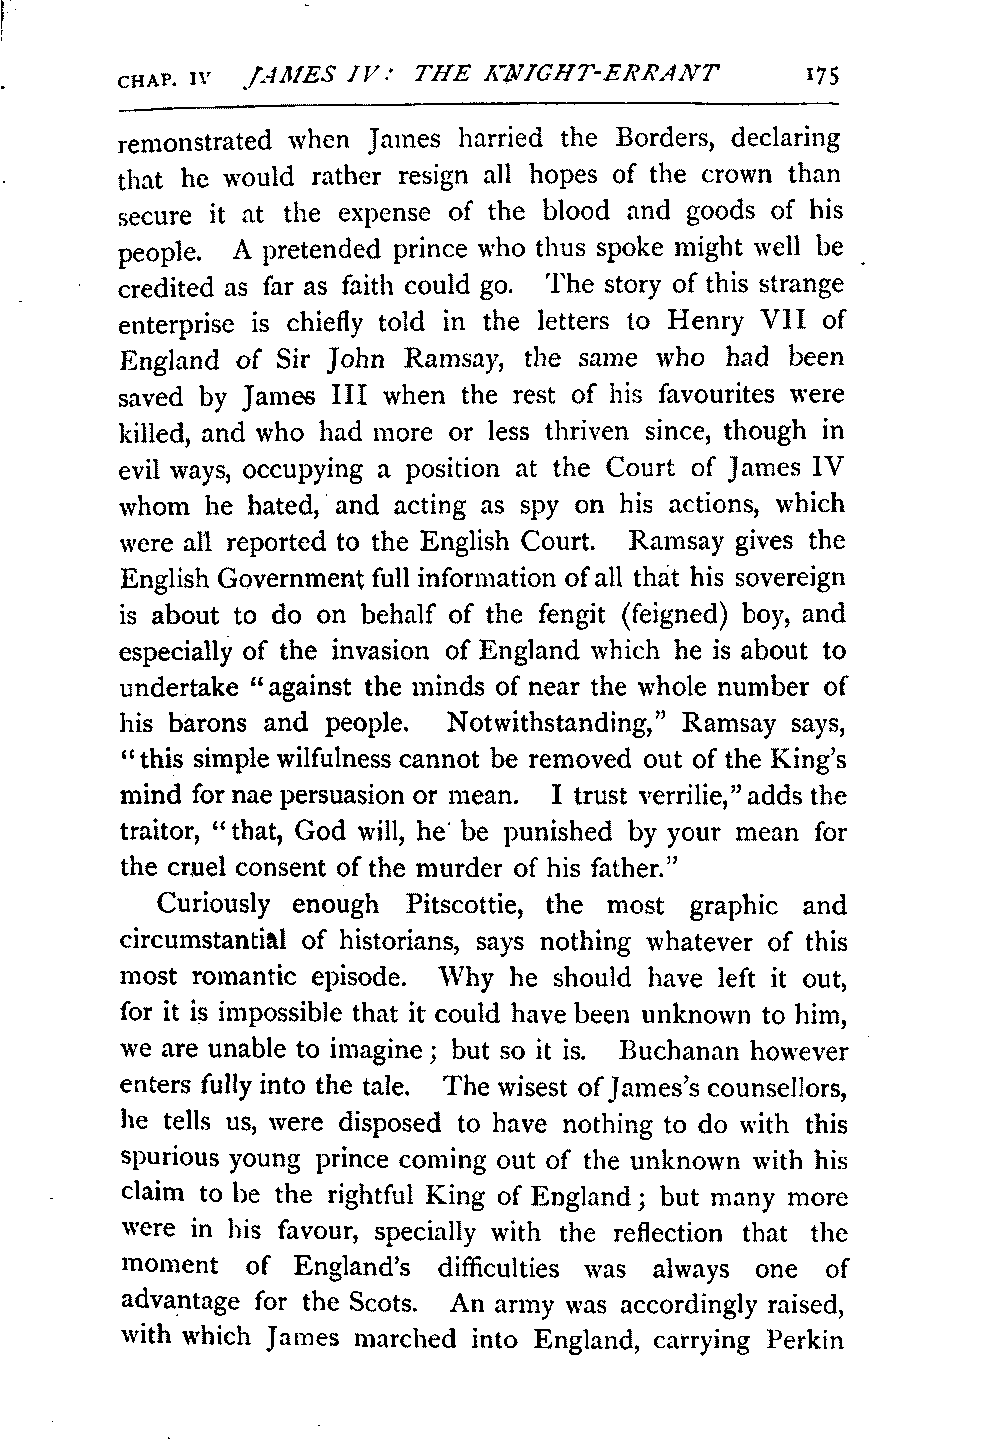 CHAP. IV JAMES IV: THE KNIGHT-ERRANT 175
remonstrated when James harried the Borders, declaring
that he would rather resign all hopes of the crown than
secure it at the expense of the blood and goods of his
people. A pretended prince who thus spoke might well be
credited as far as faith could go. The story of this strange
enterprise is chiefly told in the letters to Henry VII of
England of Sir John Ramsay, the same who had been
saved by James III when the rest of his favourites were
killed, and who had more or less thriven since, though in
evil ways, occupying a position at the Court of James IV
whom he hated, and acting as spy on his actions, which
were all reported to the English Court. Ramsay gives the
English Government full information of all that his sovereign
is about to do on behalf of the fengit (feigned) boy, and
especially of the invasion of England which he is about to
undertake “against the minds of near the whole number of
his barons and people. Notwithstanding,” Ramsay says,
“this simple wilfulness cannot be removed out of the King’s
mind for nae persuasion or mean. I trust verrilie,” adds the
traitor, “that, God will, he be punished by your mean for
the cruel consent of the murder of his father.”
Curiously enough Pitscottie, the most graphic and
circumstantial of historians, says nothing whatever of this
most romantic episode. Why he should have left it out,
for it is impossible that it could have been unknown to him,
we are unable to imagine; but so it is. Buchanan however
enters fully into the tale. The wisest of James’s counsellors,
he tells us, were disposed to have nothing to do with this
spurious young prince coming out of the unknown with his
claim to be the rightful King of England; but many more
were in his favour, specially with the reflection that the
moment of England’s difficulties was always one of
advantage for the Scots. An army was accordingly raised,
with which James marched into England, carrying Perkin